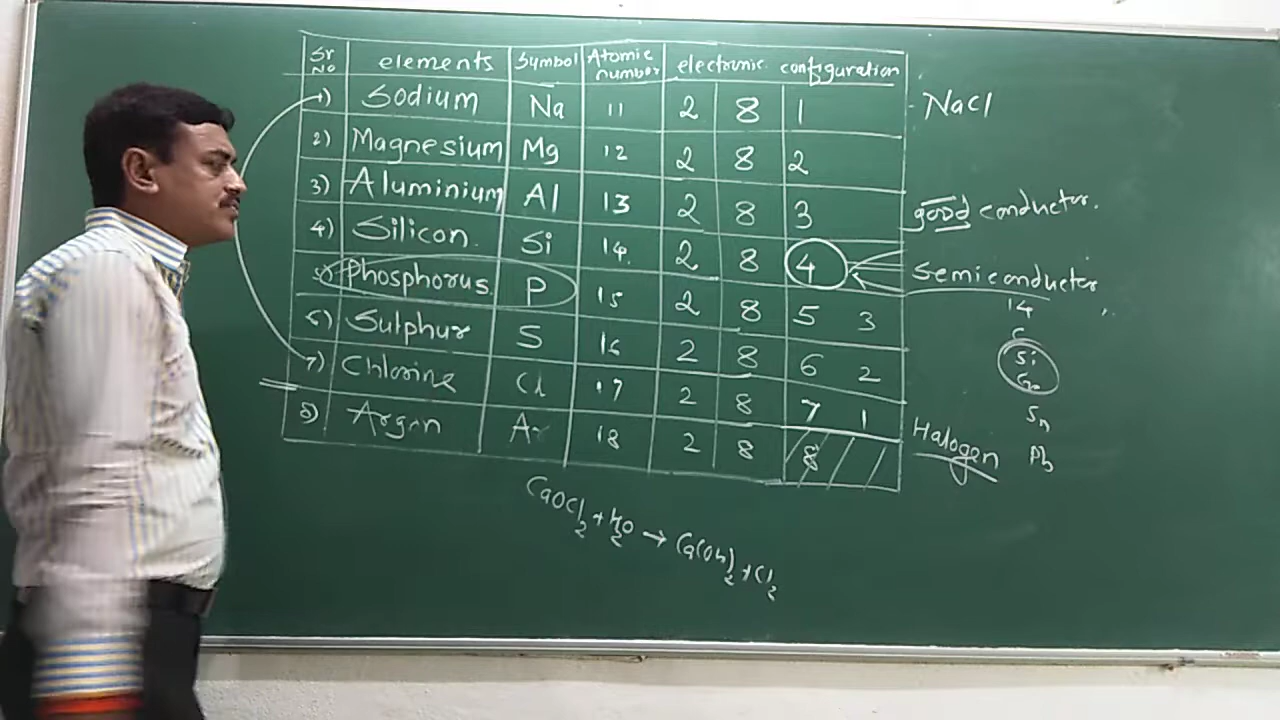 Sr No elements Symbol Atomic number electronic configuration
1) Sodium Na 11 2 8 1
2) Magnesium Mg 12 2 8 2
3) Aluminium Al 13 2 8 3
4) Silicon. Si 14. 2 8 4
5) Phosphorus. P 15 2 8 5 3
6) Sulphur S 16 2 8 6 2
7) Chlorine Cl 17 2 8 7 1
8) Argon Ar 18 2 8 8
NaCl
good conductor.
Semiconductor
14
C
Si
Ge
Sn
Pb
Halogen
CaOCl2 + H2O → Ca(OH)2 + Cl2